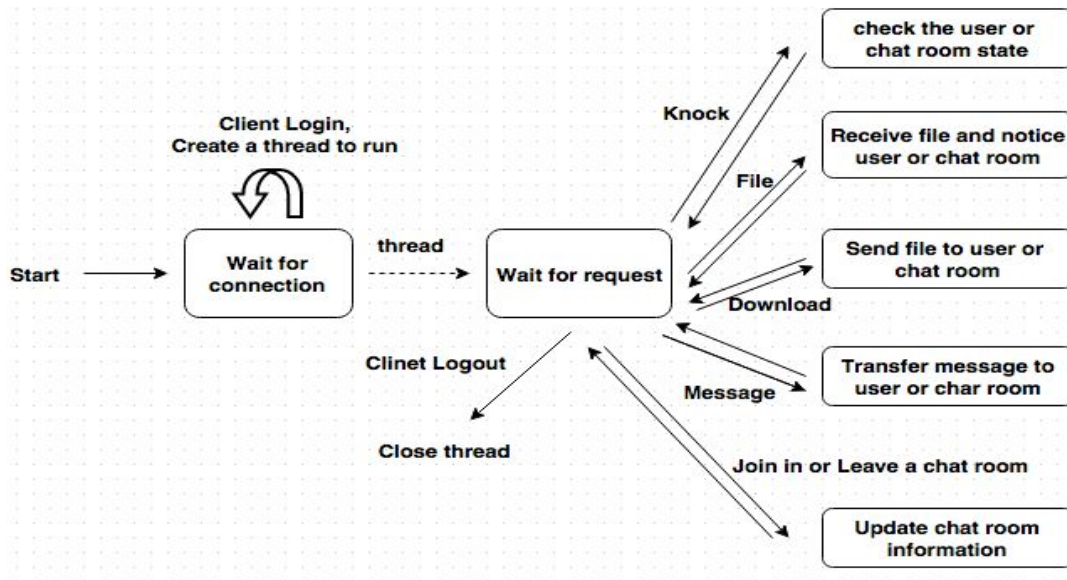 check the user or
chat room state
Knock
Client Login,
Create a thread to run
Receive file and notice
user or chat room
File
thread
Start
Wait for
connection
Wait for request
Send file to user or
chat room
Download
Clinet Logout
Transfer message to
user or char room
Message
Close thread
Join in or Leave a chat room
Update chat room
information